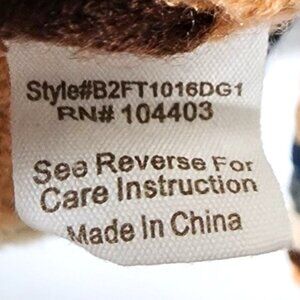 Style#B2FT1016DG1
RN# 104403
See Reverse For
Care Instruction
Made In China